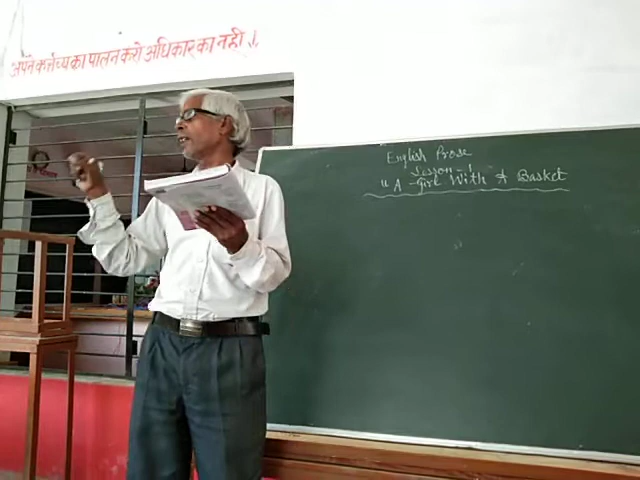 अपने कर्त्तव्य का पालन करो अधिकार का नहीं।
English Prose
Lesson-1
" A girl With A Basket